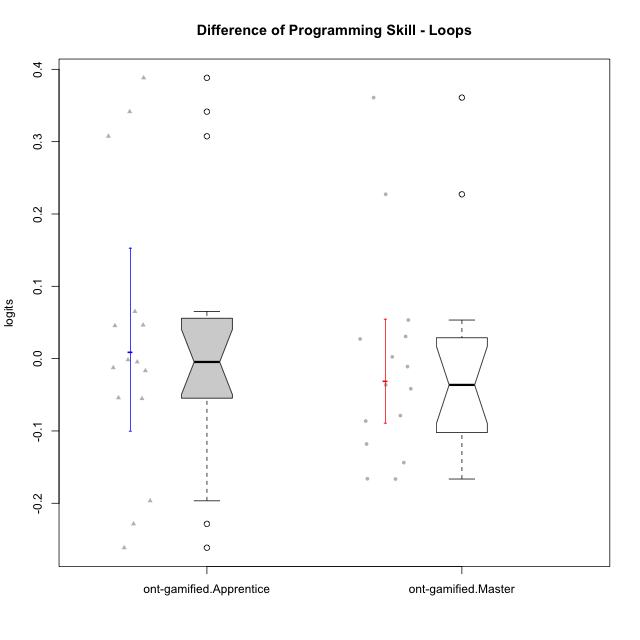 Difference of Programming Skill - Loops
logits
0.4
0.3
0.2
0.1
0.0
-0.1
-0.2
ont-gamified.Apprentice
ont-gamified.Master